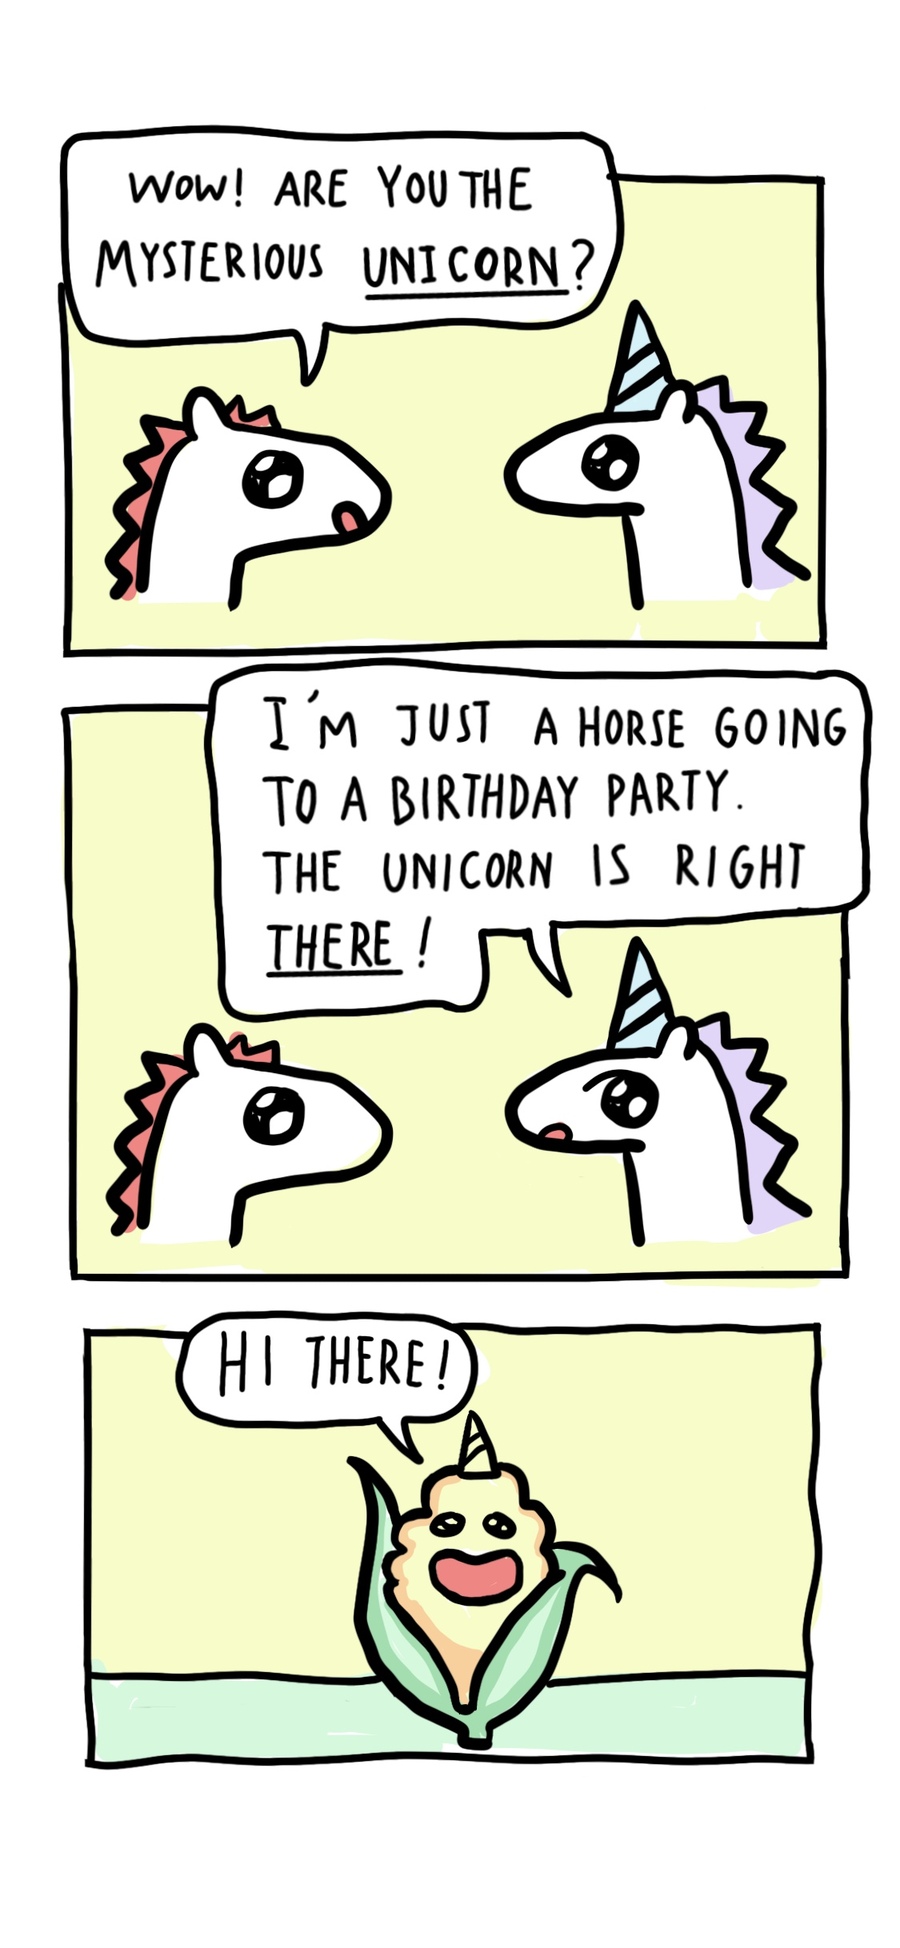 WOW! ARE YOU THE
MYSTERIOUS UNICORN?
I'M JUST A HORSE GOING
TO A BIRTHDAY PARTY.
THE UNICORN IS RIGHT
THERE!
HI THERE!